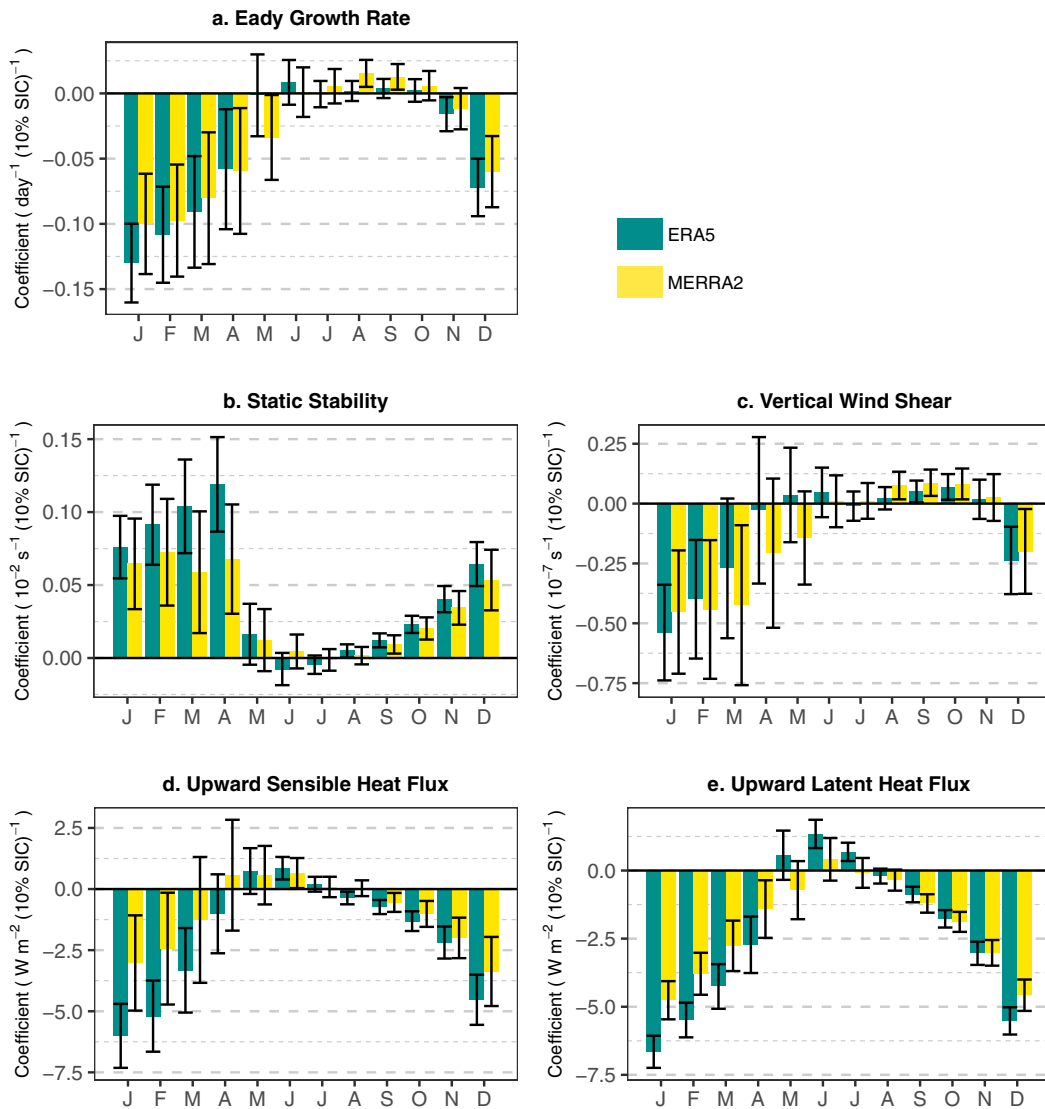 a. Eady Growth Rate
Coefficient ( day⁻¹ (10% SIC)⁻¹ )
0.00
−0.05
−0.10
−0.15
J F M A M J J A S O N D
ERA5
MERRA2
b. Static Stability
Coefficient ( 10⁻² s⁻¹ (10% SIC)⁻¹ )
0.15
0.10
0.05
0.00
J F M A M J J A S O N D
c. Vertical Wind Shear
Coefficient ( 10⁻⁷ s⁻¹ (10% SIC)⁻¹ )
0.25
0.00
−0.25
−0.50
−0.75
J F M A M J J A S O N D
d. Upward Sensible Heat Flux
Coefficient ( W m⁻² (10% SIC)⁻¹ )
2.5
0.0
−2.5
−5.0
−7.5
J F M A M J J A S O N D
e. Upward Latent Heat Flux
Coefficient ( W m⁻² (10% SIC)⁻¹ )
0.0
−2.5
−5.0
−7.5
J F M A M J J A S O N D